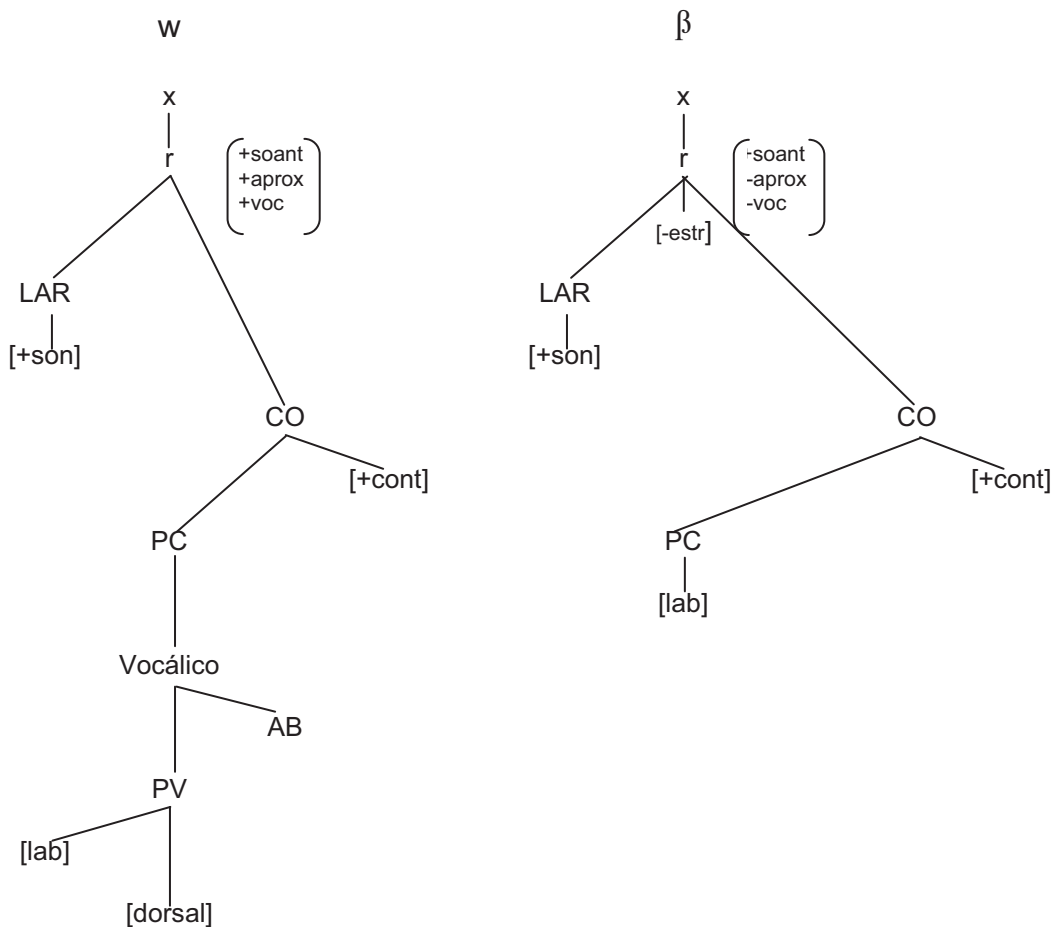 w
x
r
+soant
+aprox
+voc
LAR
[+son]
CO
[+cont]
PC
Vocálico
AB
PV
[lab]
[dorsal]
β
x
r
-soant
-aprox
-voc
[-estr]
LAR
[+son]
CO
[+cont]
PC
[lab]